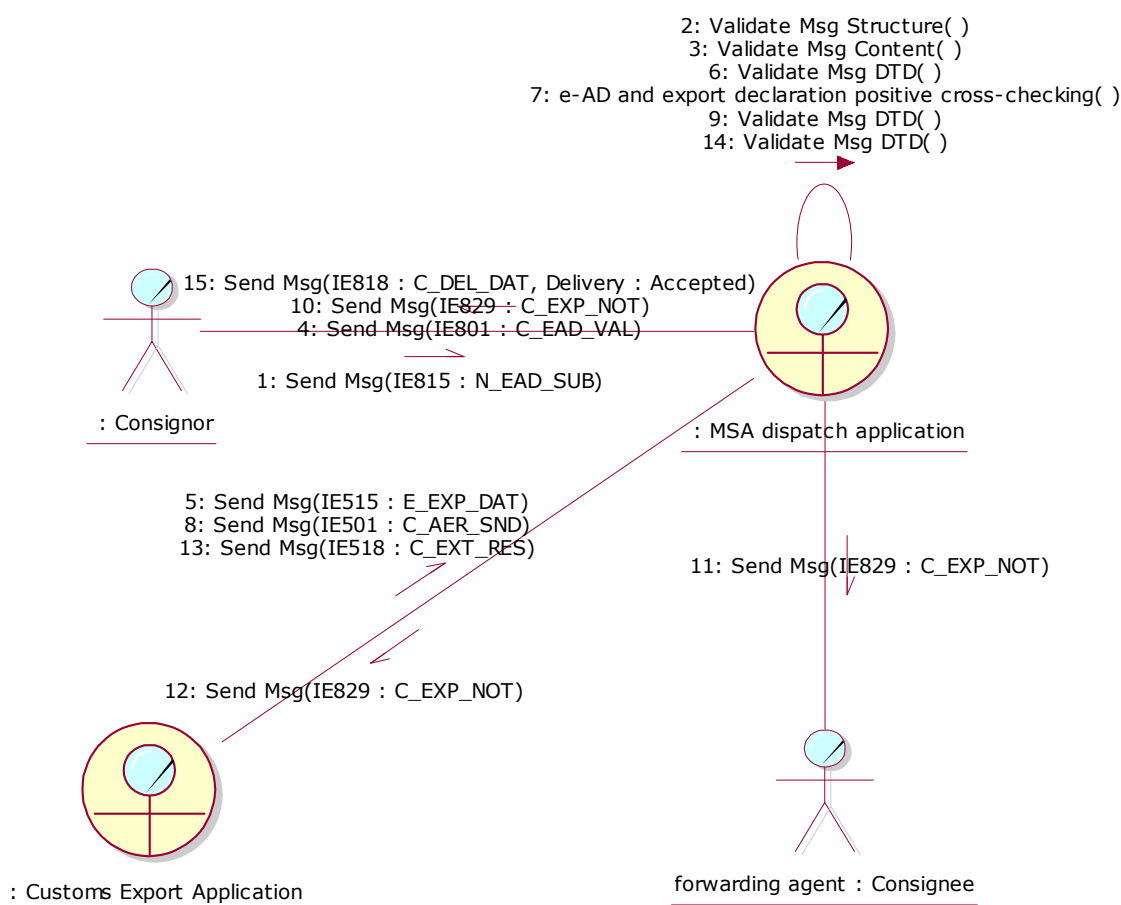 2: Validate Msg Structure( )
3: Validate Msg Content( )
6: Validate Msg DTD( )
7: e-AD and export declaration positive cross-checking( )
9: Validate Msg DTD( )
14: Validate Msg DTD( )
15: Send Msg(IE818 : C_DEL_DAT, Delivery : Accepted)
10: Send Msg(IE829 : C_EXP_NOT)
4: Send Msg(IE801 : C_EAD_VAL)
1: Send Msg(IE815 : N_EAD_SUB)
: Consignor
: MSA dispatch application
5: Send Msg(IE515 : E_EXP_DAT)
8: Send Msg(IE501 : C_AER_SND)
13: Send Msg(IE518 : C_EXT_RES)
11: Send Msg(IE829 : C_EXP_NOT)
12: Send Msg(IE829 : C_EXP_NOT)
: Customs Export Application
forwarding agent : Consignee